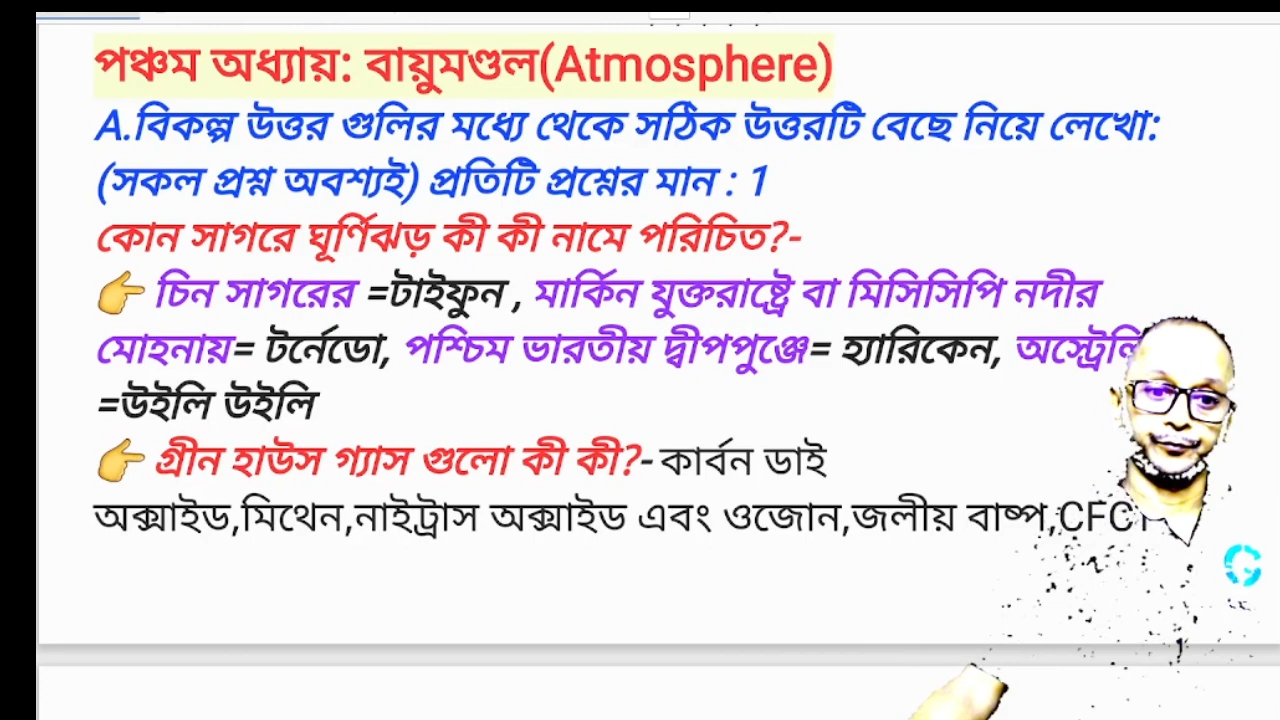 পঞ্চম অধ্যায়: বায়ুমণ্ডল(Atmosphere)
A.বিকল্প উত্তর গুলির মধ্যে থেকে সঠিক উত্তরটি বেছে নিয়ে লেখো:
(সকল প্রশ্ন অবশ্যই) প্রতিটি প্রশ্নের মান : 1
কোন সাগরে ঘূর্ণিঝড় কী কী নামে পরিচিত?-
👉 চিন সাগরের =টাইফুন , মার্কিন যুক্তরাষ্ট্রে বা মিসিসিপি নদীর
মোহনায়= টর্নেডো, পশ্চিম ভারতীয় দ্বীপপুঞ্জে= হ্যারিকেন,
=উইলি উইলি
👉 গ্রীন হাউস গ্যাস গুলো কী কী?- কার্বন ডাই
অক্সাইড,মিথেন,নাইট্রাস অক্সাইড এবং ওজোন,জলীয় বাষ্প,CFC